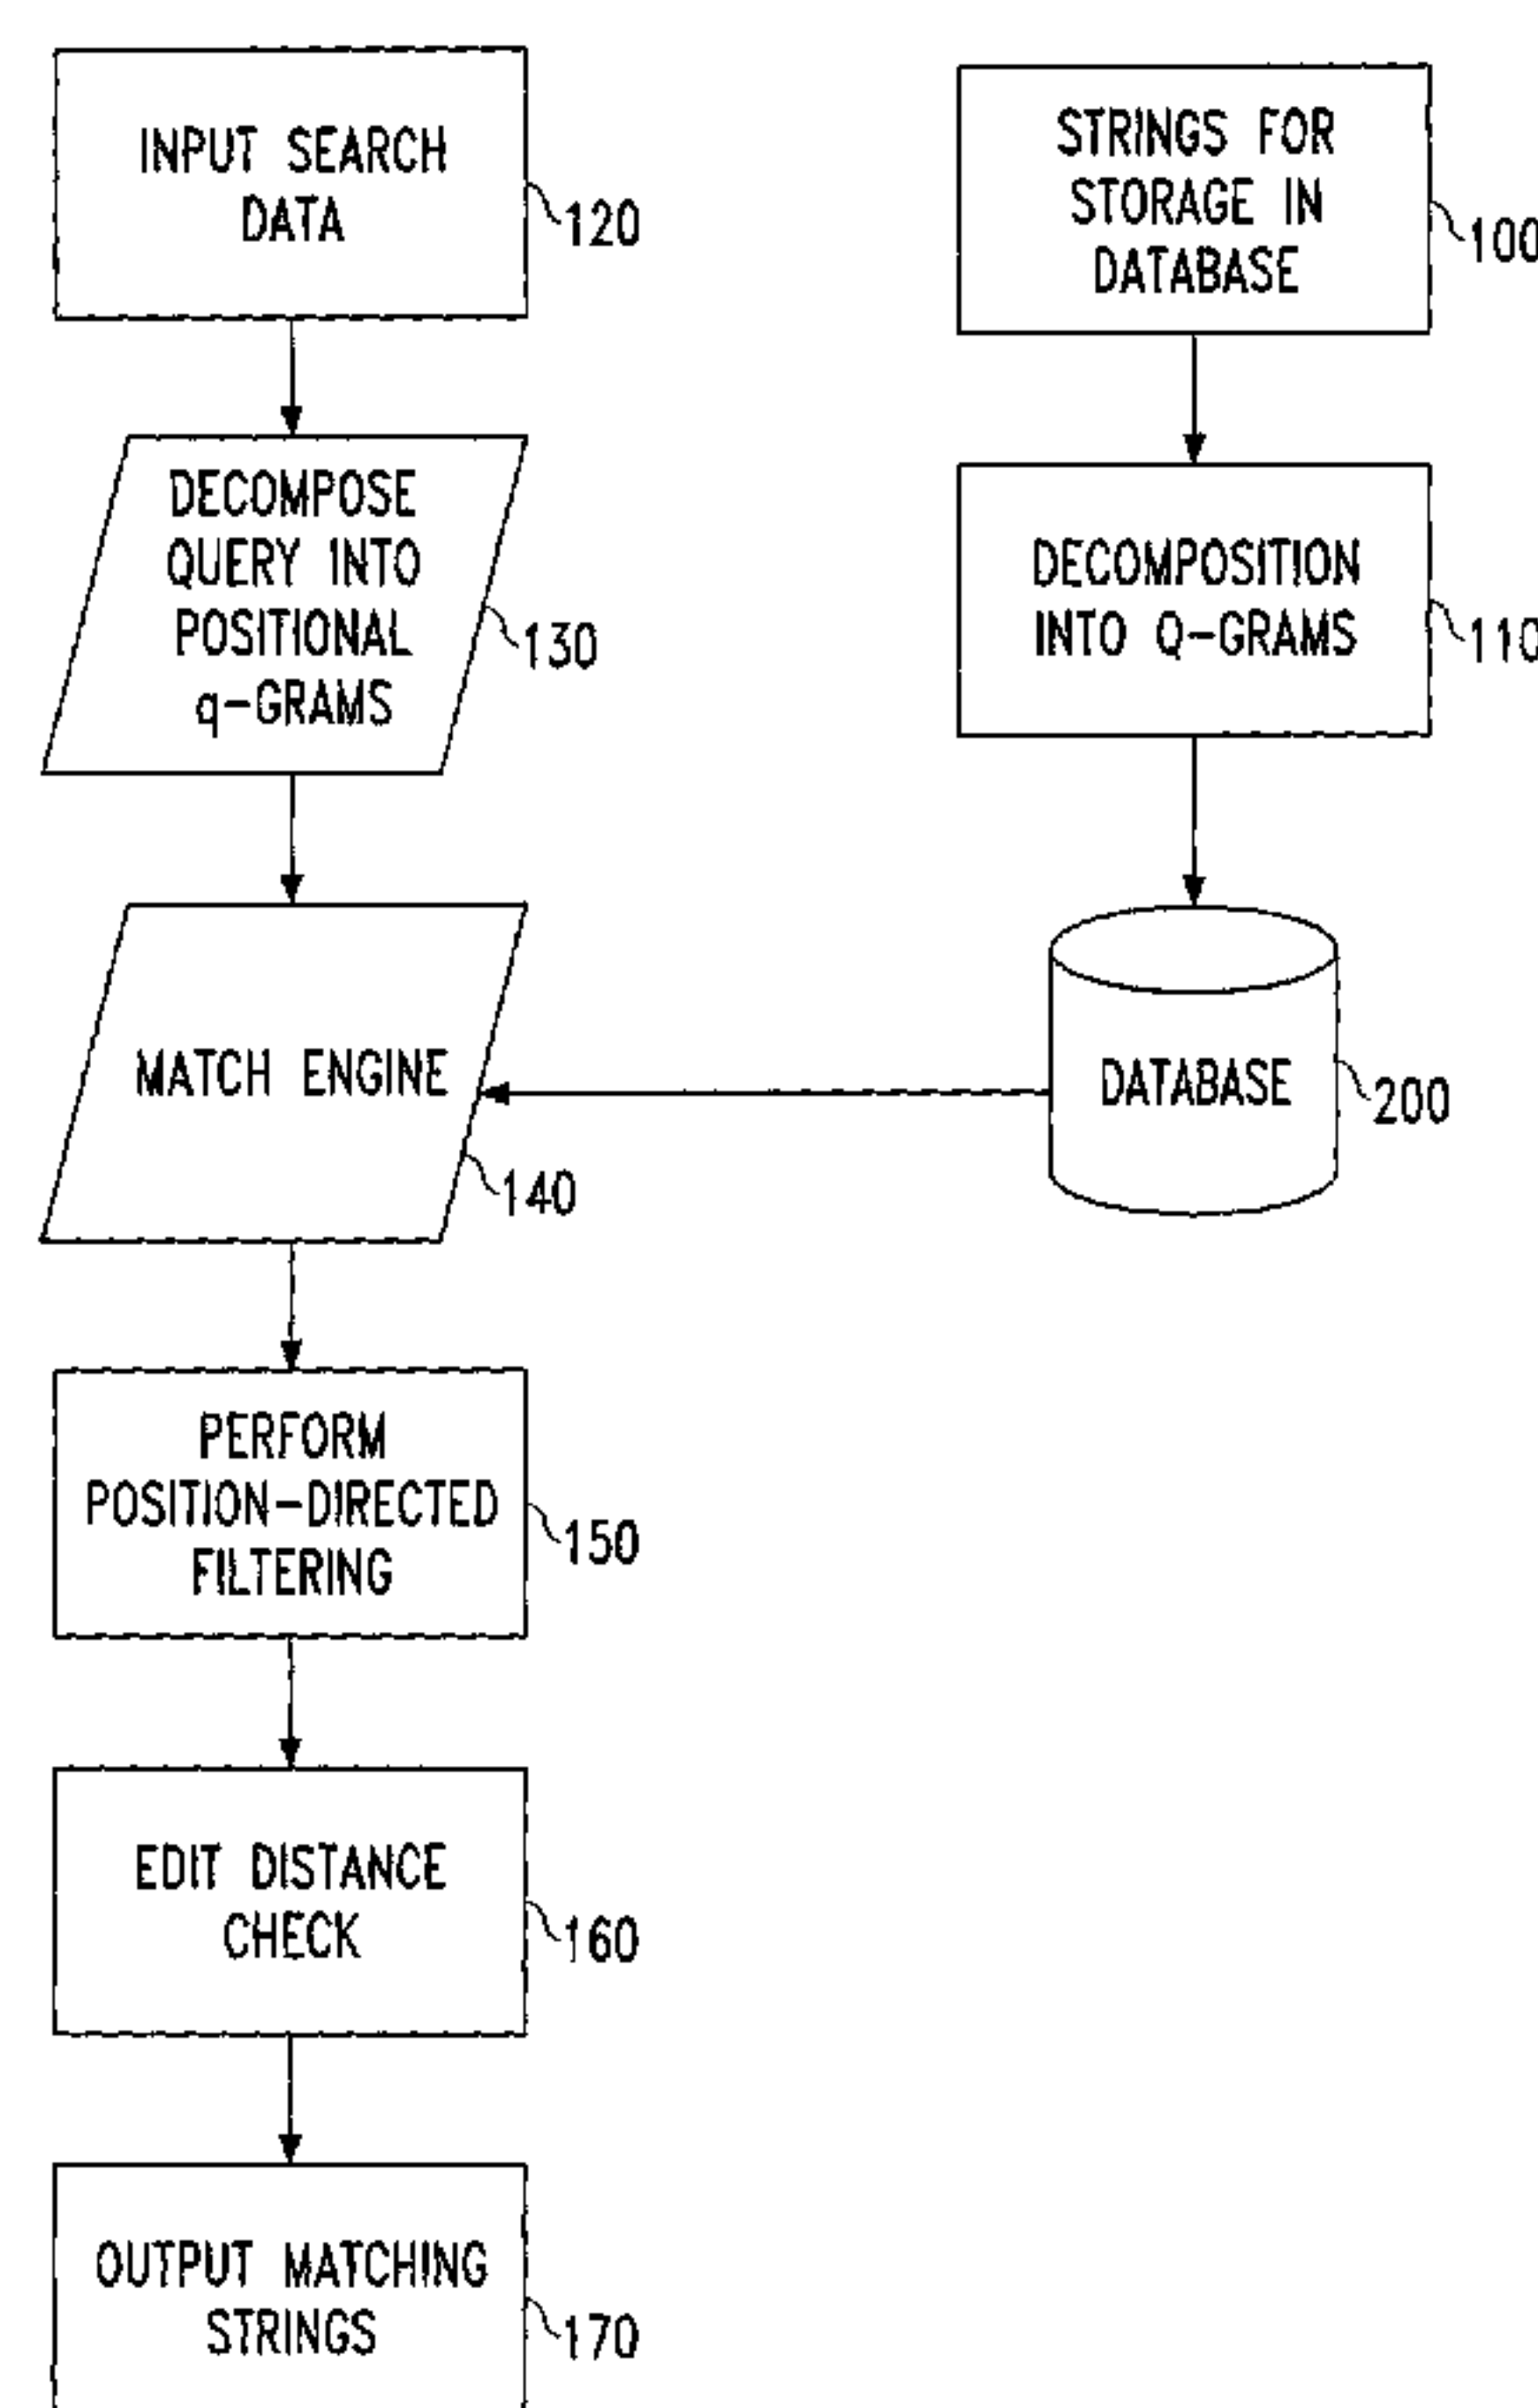 INPUT SEARCH
DATA
120
STRINGS FOR
STORAGE IN
DATABASE
100
DECOMPOSE
QUERY INTO
POSITIONAL
q-GRAMS
130
DECOMPOSITION
INTO Q-GRAMS
110
MATCH ENGINE
140
DATABASE
200
PERFORM
POSITION-DIRECTED
FILTERING
150
EDIT DISTANCE
CHECK
160
OUTPUT MATCHING
STRINGS
170